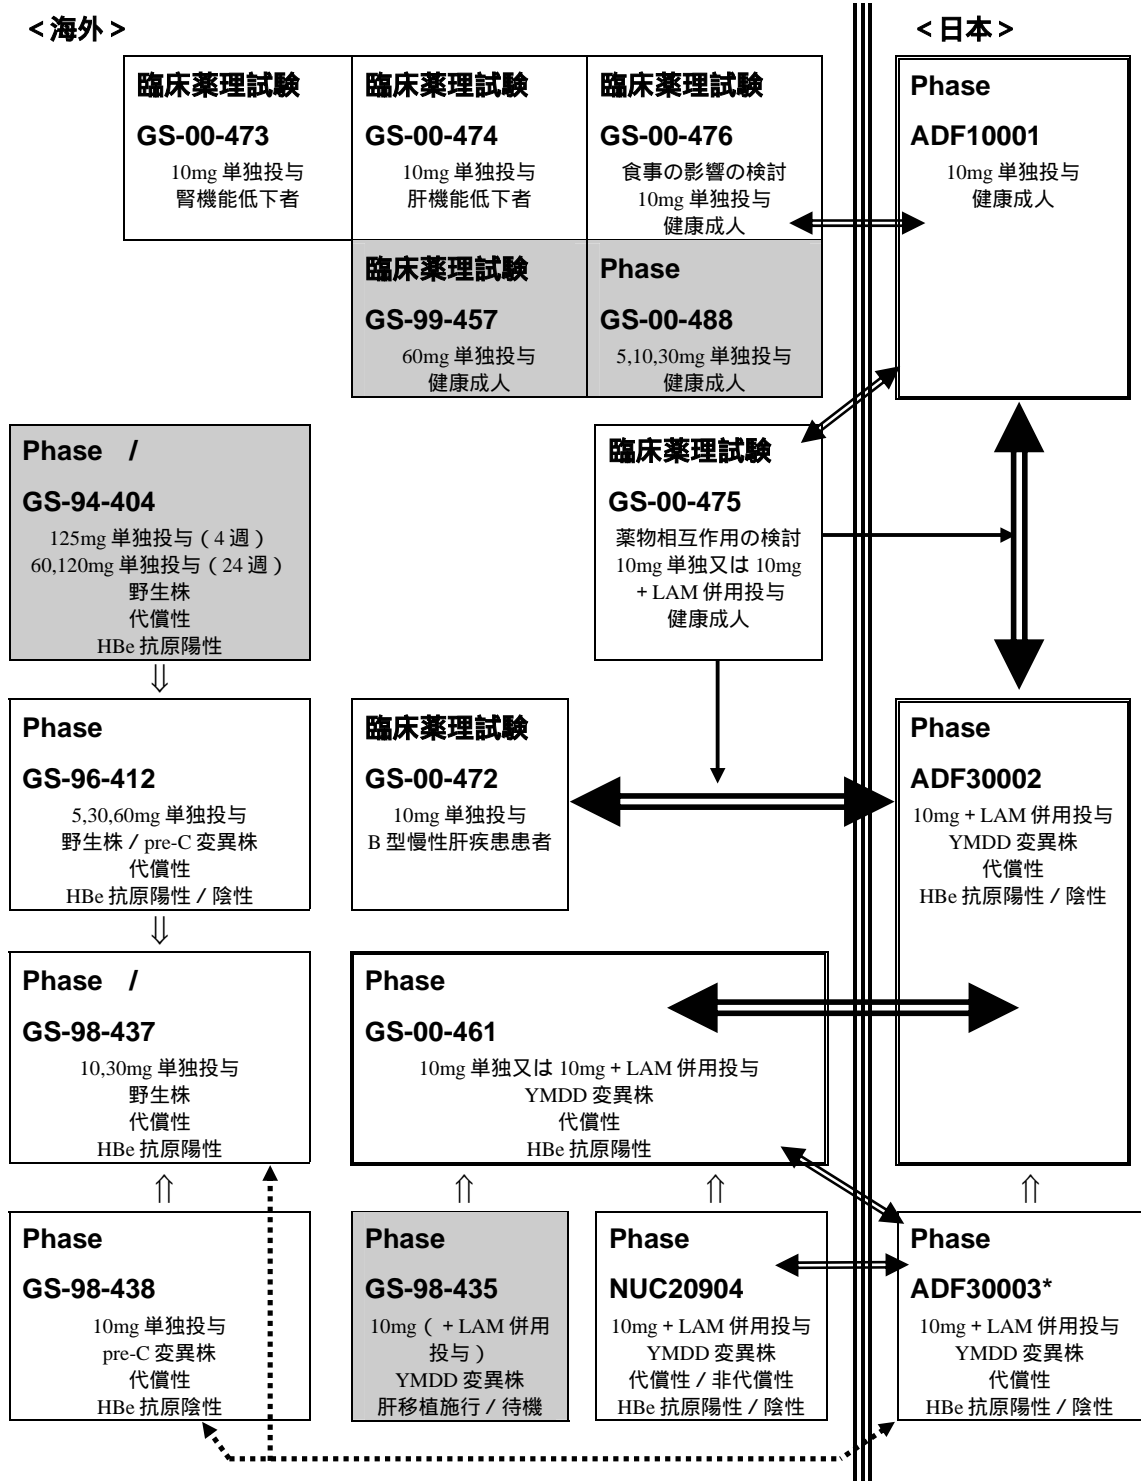 ＜海外＞
＜日本＞
臨床薬理試験
GS-00-473
10mg 単独投与
腎機能低下者
臨床薬理試験
GS-00-474
10mg 単独投与
肝機能低下者
臨床薬理試験
GS-00-476
食事の影響の検討
10mg 単独投与
健康成人
Phase
ADF10001
10mg 単独投与
健康成人
臨床薬理試験
GS-99-457
60mg 単独投与
健康成人
Phase
GS-00-488
5,10,30mg 単独投与
健康成人
Phase /
GS-94-404
125mg 単独投与（4 週）
60,120mg 単独投与（24 週）
野生株
代償性
HBe 抗原陽性
臨床薬理試験
GS-00-475
薬物相互作用の検討
10mg 単独又は 10mg
+ LAM 併用投与
健康成人
⇓
Phase
GS-96-412
5,30,60mg 単独投与
野生株 / pre-C 変異株
代償性
HBe 抗原陽性 / 陰性
臨床薬理試験
GS-00-472
10mg 単独投与
B 型慢性肝疾患患者
Phase
ADF30002
10mg + LAM 併用投与
YMDD 変異株
代償性
HBe 抗原陽性 / 陰性
⇓
Phase /
GS-98-437
10,30mg 単独投与
野生株
代償性
HBe 抗原陽性
Phase
GS-00-461
10mg 単独又は 10mg + LAM 併用投与
YMDD 変異株
代償性
HBe 抗原陽性
⇑ ⇑ ⇑ ⇑
Phase
GS-98-438
10mg 単独投与
pre-C 変異株
代償性
HBe 抗原陰性
Phase
GS-98-435
10mg（ + LAM 併用
投与）
YMDD 変異株
肝移植施行 / 待機
Phase
NUC20904
10mg + LAM 併用投与
YMDD 変異株
代償性 / 非代償性
HBe 抗原陽性 / 陰性
Phase
ADF30003*
10mg + LAM 併用投与
YMDD 変異株
代償性
HBe 抗原陽性 / 陰性